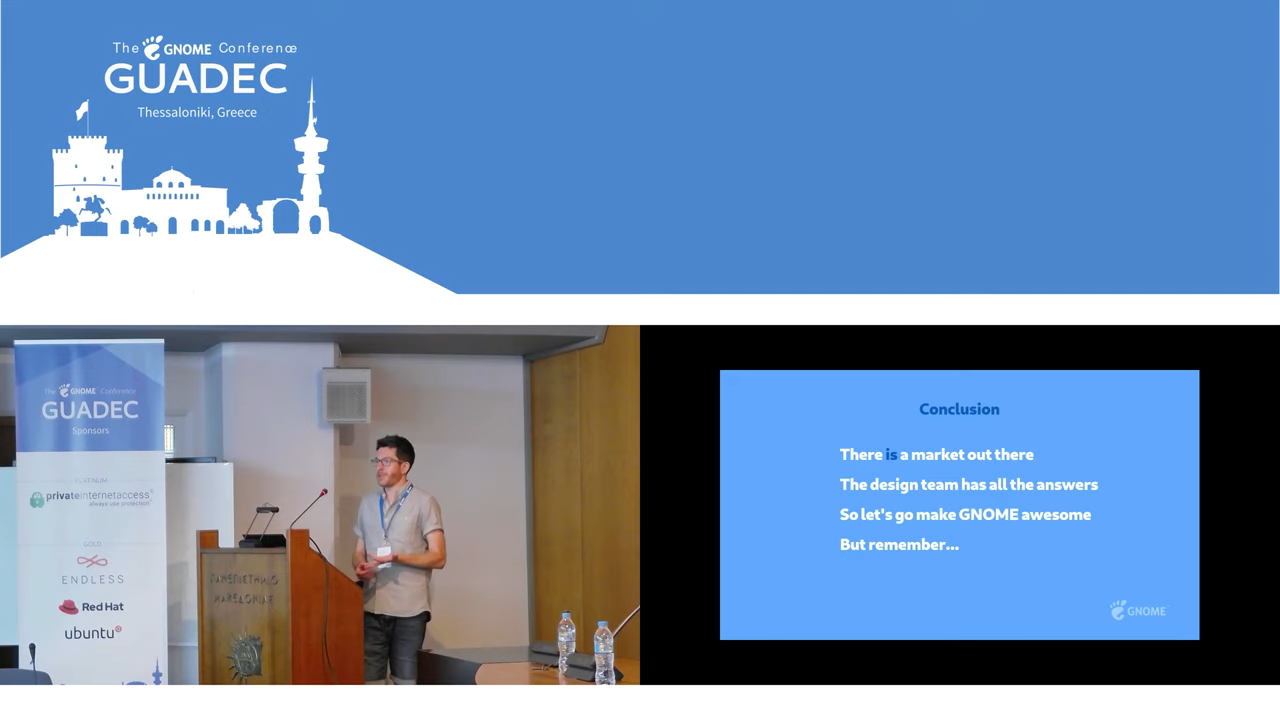 The GNOME Conference
GUADEC
Thessaloniki, Greece
The GNOME Conference
GUADEC
Sponsors
PLATINUM
privateinternetaccess®
always use protection
GOLD
ENDLESS
Red Hat
ubuntu®
ΠΑΝΕΠΙΣΤΗΜΙΟ
ΜΑΚΕΔΟΝΙΑΣ
Conclusion
There is a market out there
The design team has all the answers
So let's go make GNOME awesome
But remember...
GNOME